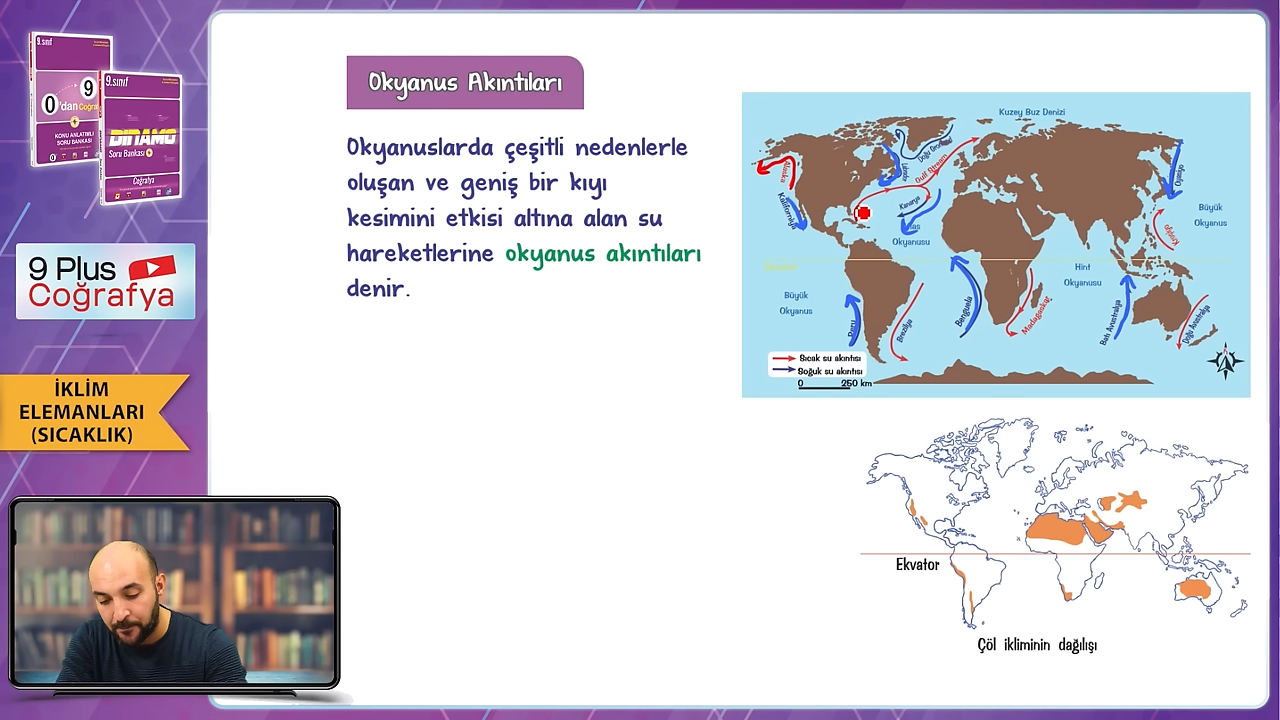 9.sınıf
0'dan 9 Coğrafya
KONU ANLATIMLI
SORU BANKASI
9.sınıf
DİNAMO
Soru Bankası
Coğrafya
9 Plus
Coğrafya
İKLİM
ELEMANLARI
(SICAKLIK)
Okyanus Akıntıları
Okyanuslarda çeşitli nedenlerle
oluşan ve geniş bir kıyı
kesimini etkisi altına alan su
hareketlerine okyanus akıntıları
denir.
Kuzey Buz Denizi
Alaska
Kaliforniya
Labrador
Gulf Stream
Kanarya
Okyanusu
Oyaşivo
Büyük
Okyanus
Hint
Okyanusu
Büyük
Okyanus
Peru
Brezilya
Benguela
Madagaskar
Batı Avustralya
Doğu Avustralya
Sıcak su akıntısı
Soğuk su akıntısı
0 250 km
Ekvator
Çöl ikliminin dağılışı